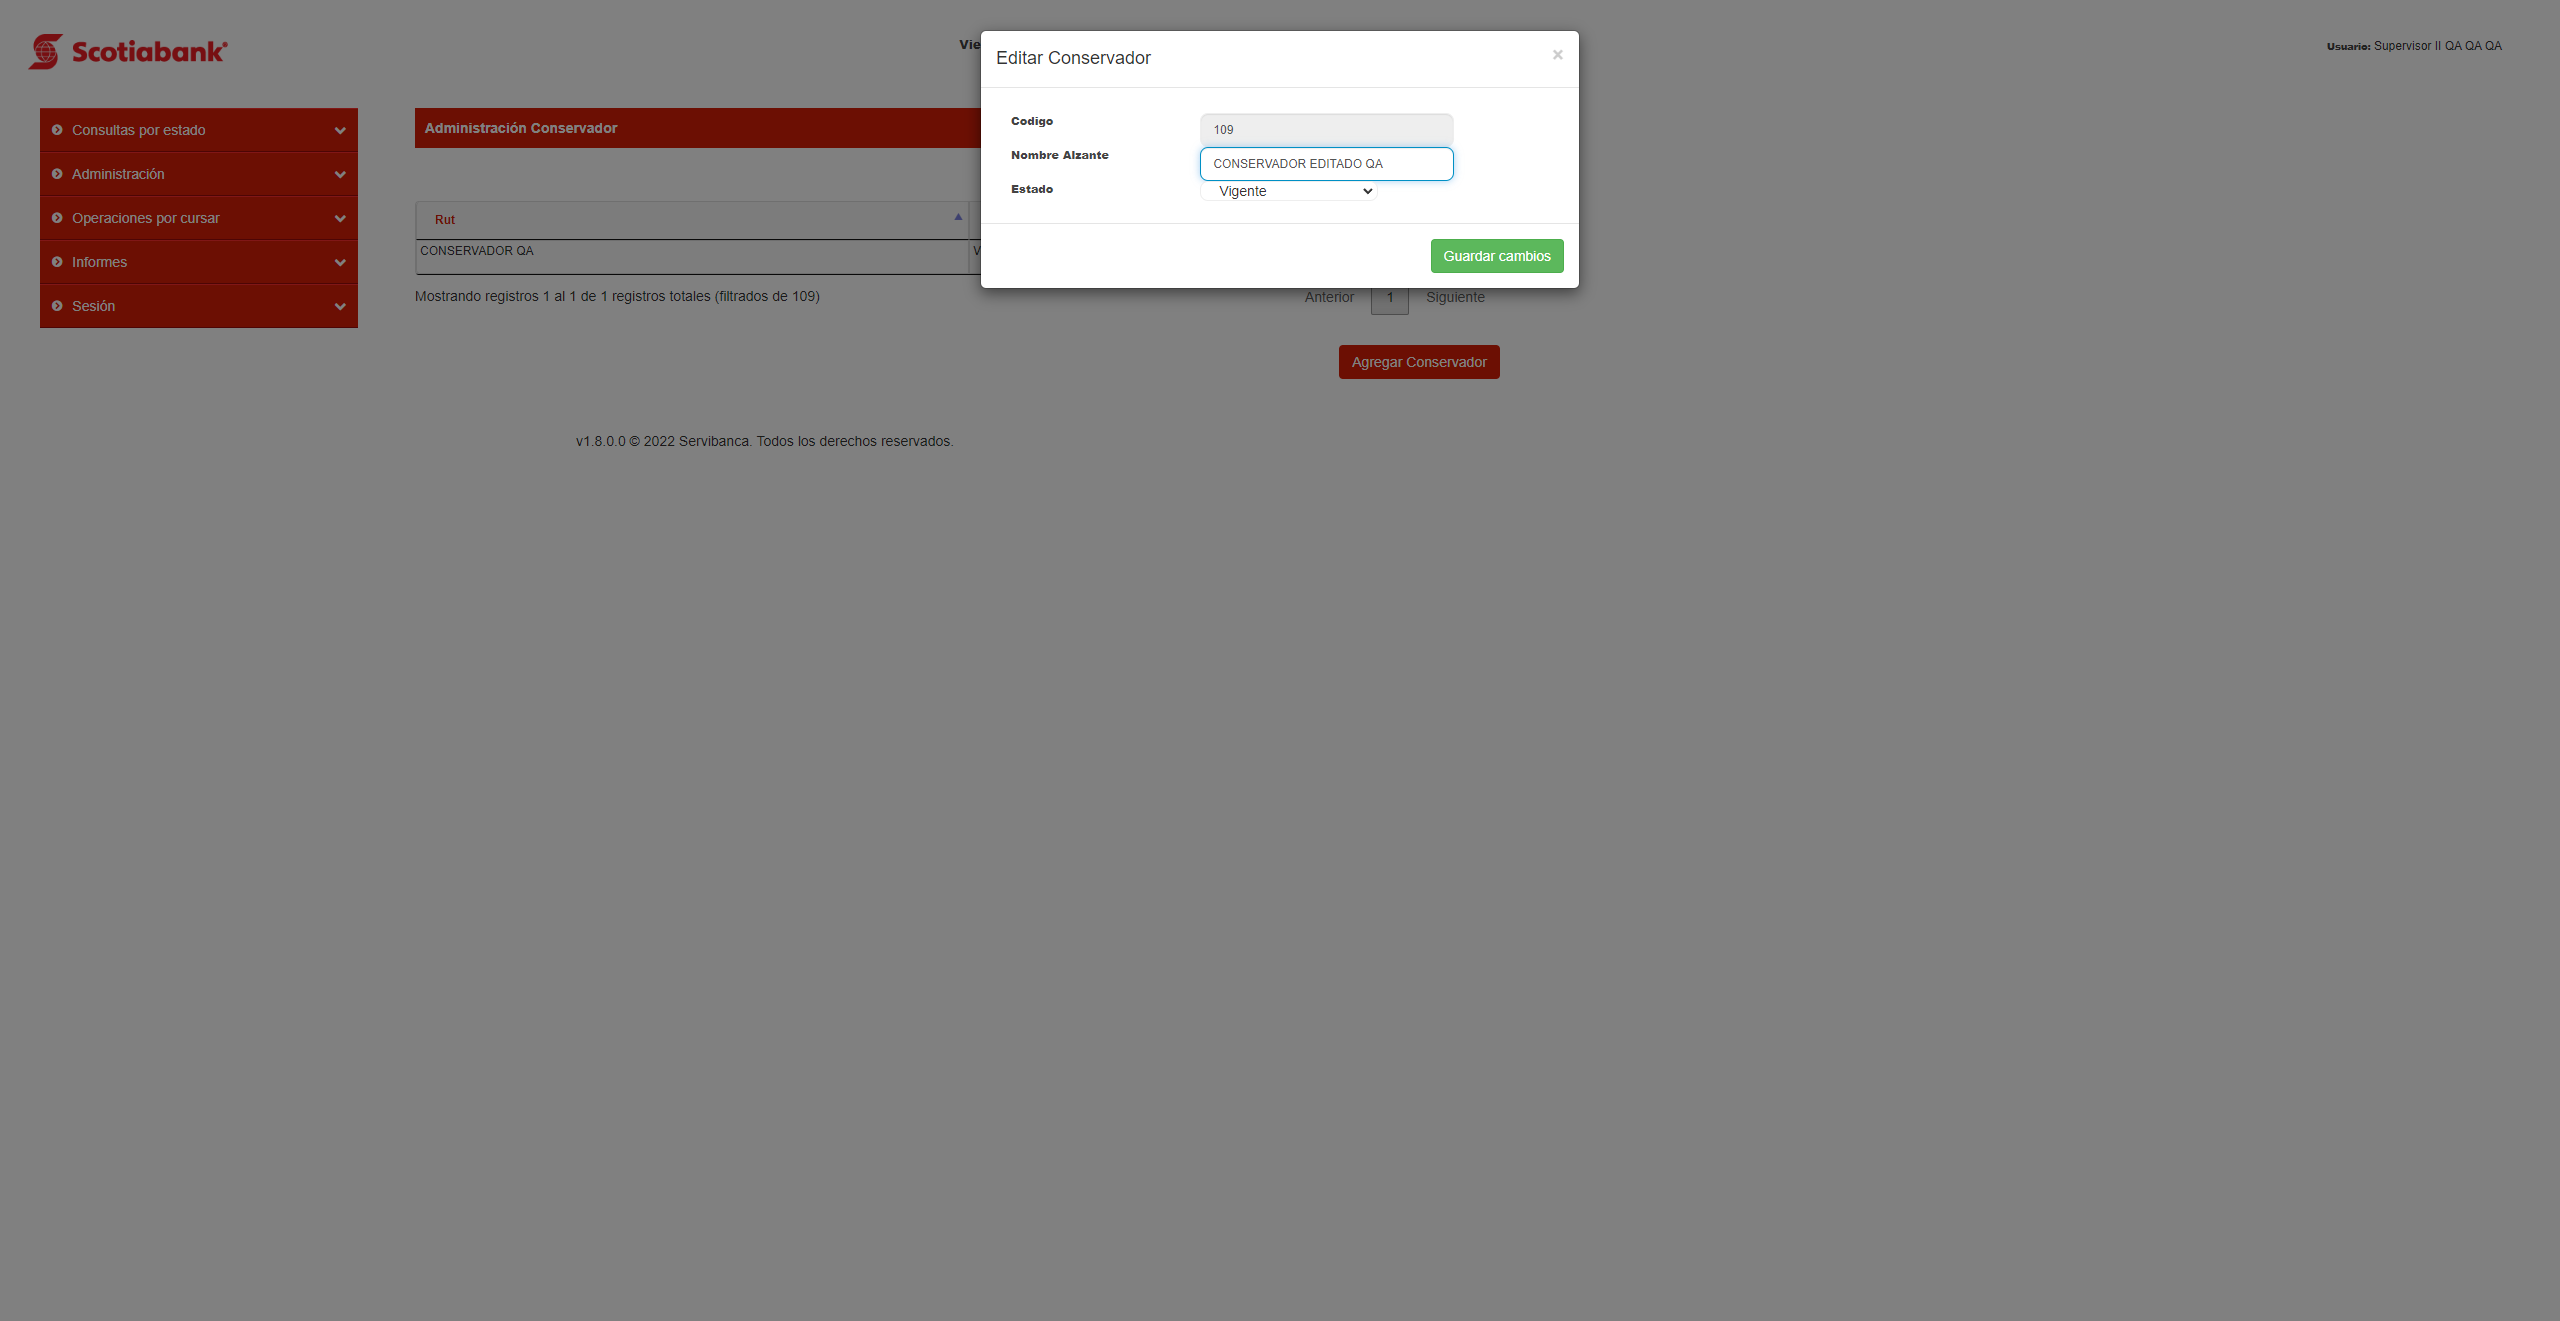 Scotiabank
Vie
Usuario: Supervisor II QA QA QA
Editar Conservador
×
Codigo
109
Nombre Alzante
CONSERVADOR EDITADO QA
Estado
Vigente
Guardar cambios
Consultas por estado
Administración
Operaciones por cursar
Informes
Sesión
Administración Conservador
Rut
CONSERVADOR QA
V
Mostrando registros 1 al 1 de 1 registros totales (filtrados de 109)
Anterior 1 Siguiente
Agregar Conservador
v1.8.0.0 © 2022 Servibanca. Todos los derechos reservados.